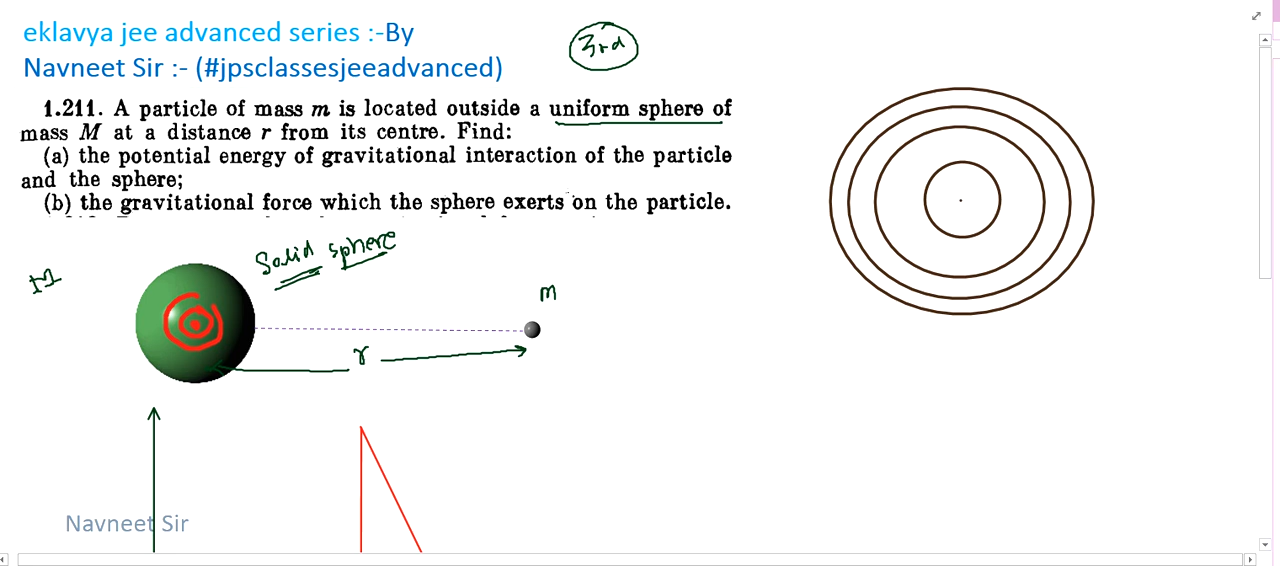 eklavya jee advanced series :-By
Navneet Sir :- (#jpsclassesjeeadvanced)
3rd
1.211. A particle of mass m is located outside a uniform sphere of
mass M at a distance r from its centre. Find:
(a) the potential energy of gravitational interaction of the particle
and the sphere;
(b) the gravitational force which the sphere exerts on the particle.
Solid sphere
M
m
r
Navneet Sir